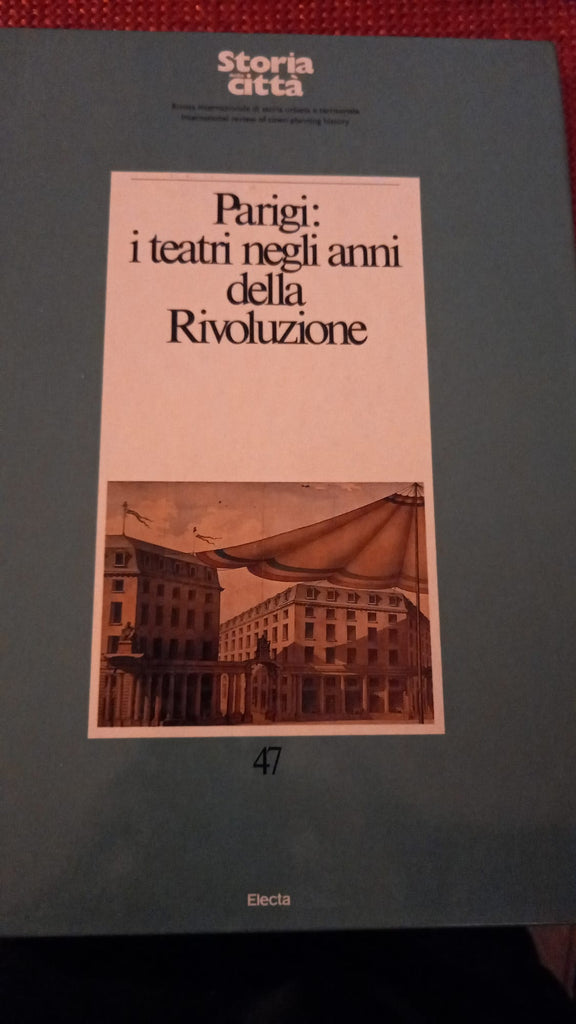 Storia
della
città
Rivista internazionale di storia urbana e territoriale
International review of town planning history
Parigi:
i teatri negli anni
della
Rivoluzione
47
Electa